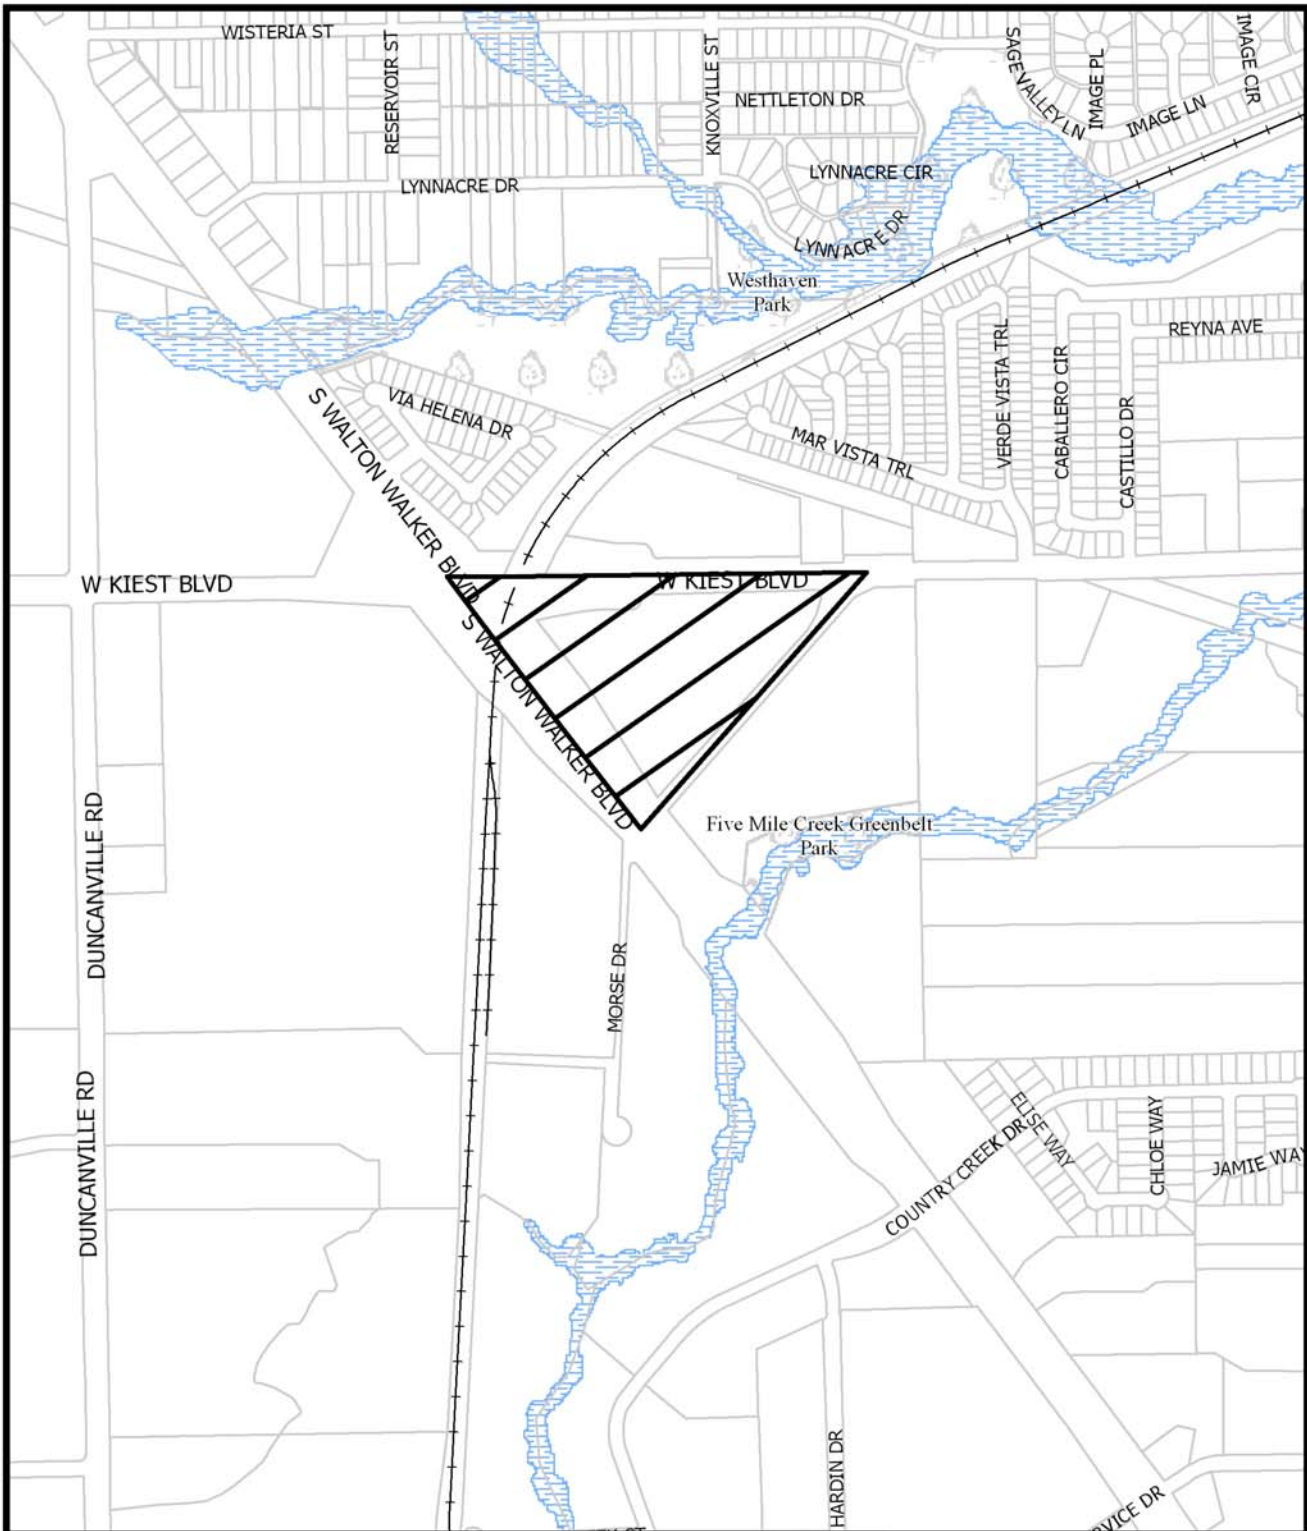 WISTERIA ST
RESERVOIR ST
KNOXVILLE ST
NETTLETON DR
SAGE VALLEY LN
IMAGE PL
IMAGE LN
IMAGE CIR
LYNNACRE DR
LYNNACRE CIR
LYNNACRE DR
Westhaven
Park
REYNA AVE
VERDE VISTA TRL
CABALLERO CIR
CASTILLO DR
VIA HELENA DR
MAR VISTA TRL
S WALTON WALKER BLVD
W KIEST BLVD
W KIEST BLVD
S WALTON WALKER BLVD
DUNCANVILLE RD
Five Mile Creek Greenbelt
Park
MORSE DR
DUNCANVILLE RD
ELISE WAY
CHLOE WAY
JAMIE WAY
COUNTRY CREEK DR
HARDIN DR
RVICE DR